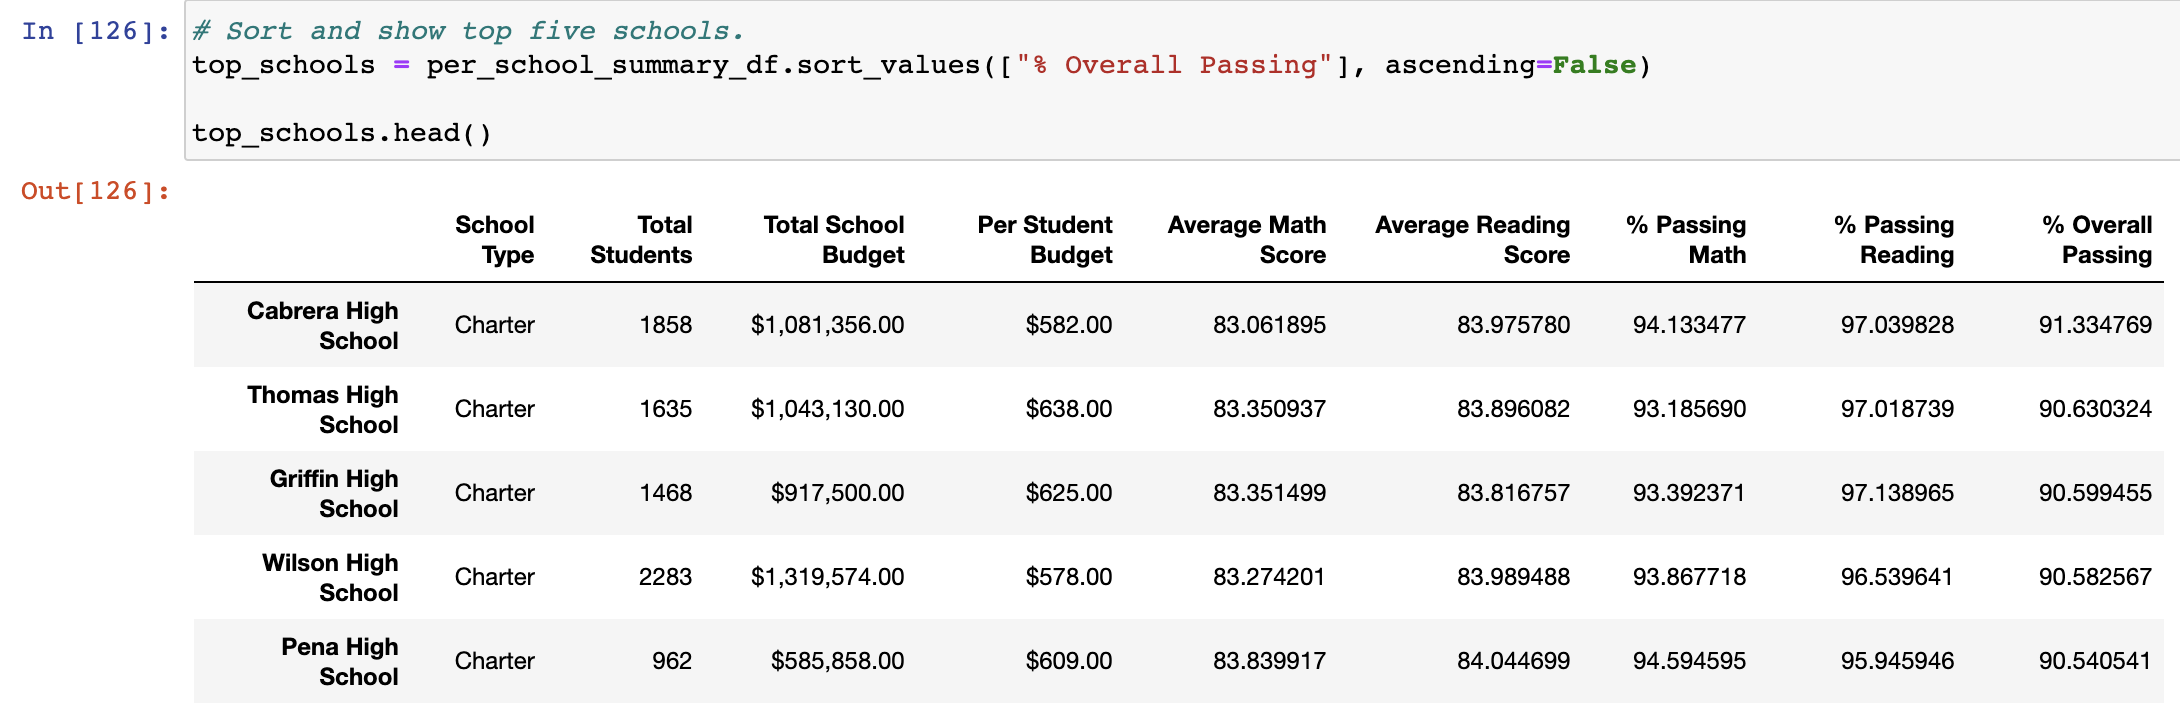 In [126]: # Sort and show top five schools.
top_schools = per_school_summary_df.sort_values(["% Overall Passing"], ascending=False)
top_schools.head()
Out[126]:
School Total Total School Per Student Average Math Average Reading % Passing % Passing % Overall
Type Students Budget Budget Score Score Math Reading Passing
Cabrera High
School Charter 1858 $1,081,356.00 $582.00 83.061895 83.975780 94.133477 97.039828 91.334769
Thomas High
School Charter 1635 $1,043,130.00 $638.00 83.350937 83.896082 93.185690 97.018739 90.630324
Griffin High
School Charter 1468 $917,500.00 $625.00 83.351499 83.816757 93.392371 97.138965 90.599455
Wilson High
School Charter 2283 $1,319,574.00 $578.00 83.274201 83.989488 93.867718 96.539641 90.582567
Pena High
School Charter 962 $585,858.00 $609.00 83.839917 84.044699 94.594595 95.945946 90.540541